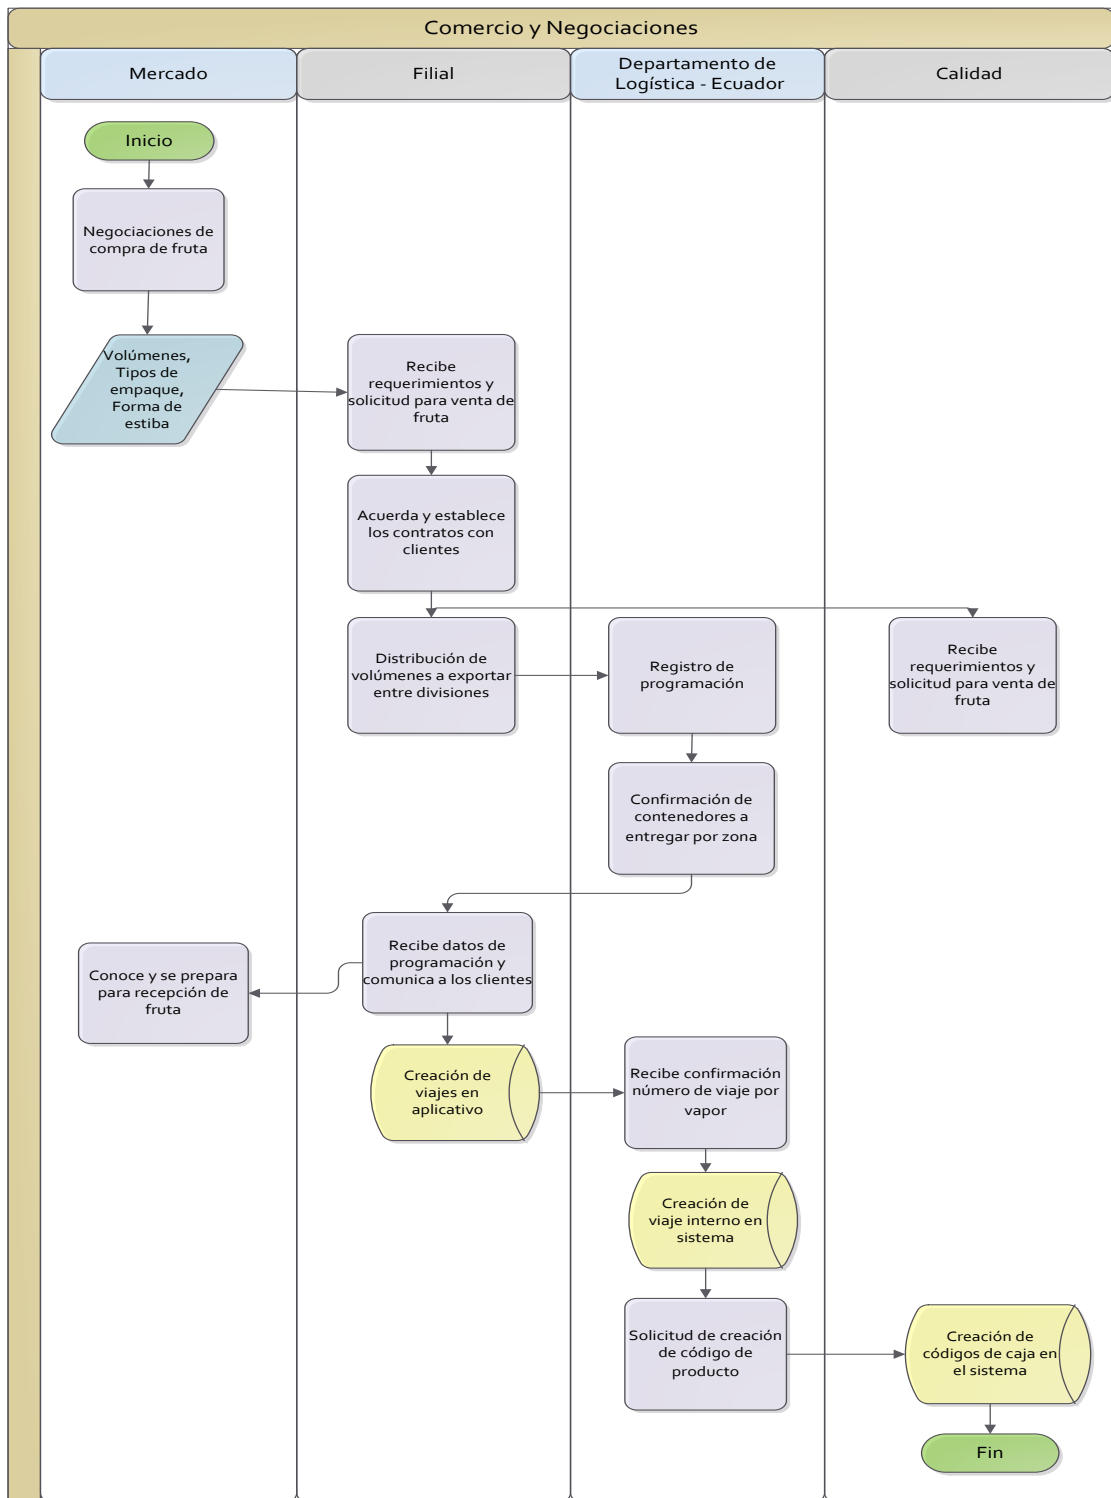 Comercio y Negociaciones
Mercado
Filial
Departamento de
Logística - Ecuador
Calidad
Inicio
Negociaciones de
compra de fruta
Volúmenes,
Tipos de
empaque,
Forma de
estiba
Recibe
requerimientos y
solicitud para venta de
fruta
Acuerda y establece
los contratos con
clientes
Distribución de
volúmenes a exportar
entre divisiones
Registro de
programación
Recibe
requerimientos y
solicitud para venta de
fruta
Confirmación de
contenedores a
entregar por zona
Recibe datos de
programación y
comunica a los clientes
Conoce y se prepara
para recepción de
fruta
Creación de
viajes en
aplicativo
Recibe confirmación
número de viaje por
vapor
Creación de
viaje interno en
sistema
Solicitud de creación
de código de
producto
Creación de
códigos de caja en
el sistema
Fin